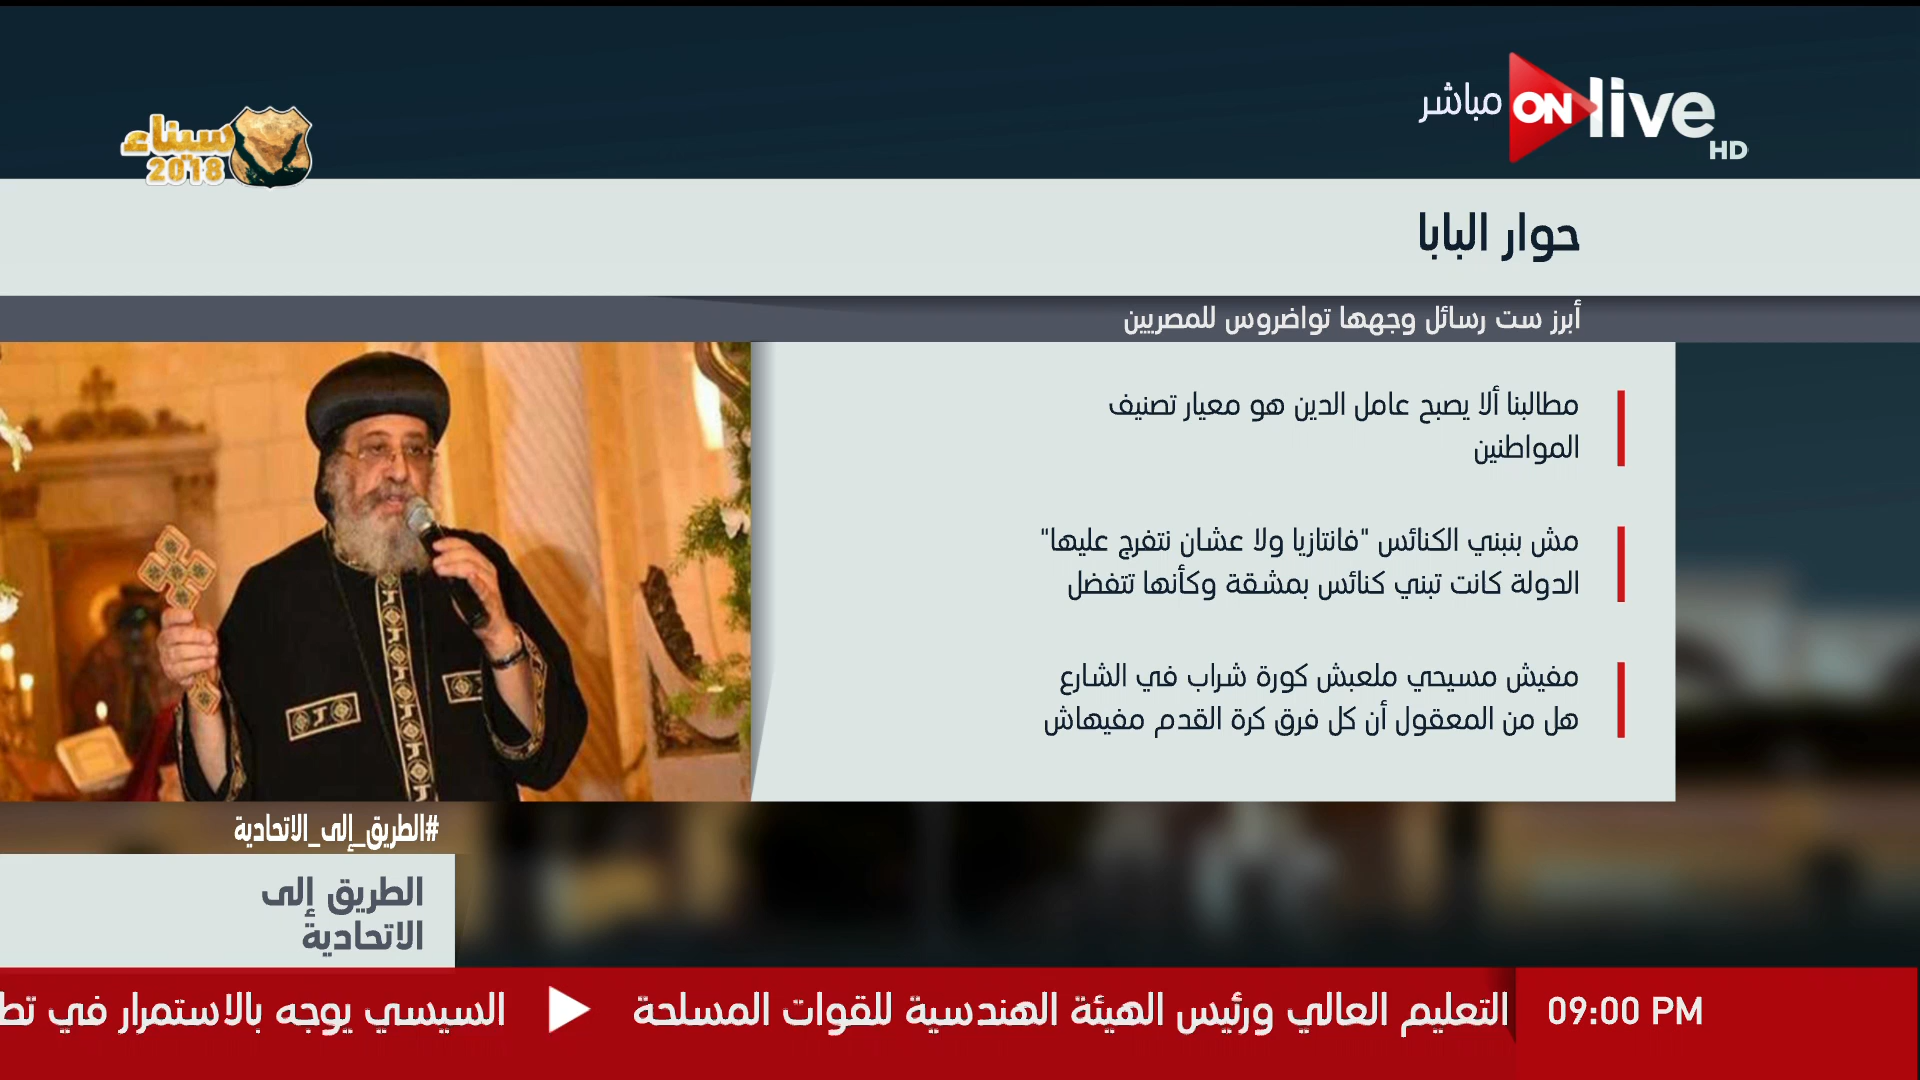 مباشر ON live HD
سيناء
2018
حوار البابا
أبرز ست رسائل وجهها تواضروس للمصريين
مطالبنا ألا يصبح عامل الدين هو معيار تصنيف
المواطنين
مش بنبني الكنائس "فانتازيا ولا عشان نتفرج عليها"
الدولة كانت تبني كنائس بمشقة وكأنها تتفضل
مفيش مسيحي ملعبش كورة شراب في الشارع
هل من المعقول أن كل فرق كرة القدم مفيهاش
#الطريق_إلى_الاتحادية
الطريق إلى
الاتحادية
09:00 PM
التعليم العالي ورئيس الهيئة الهندسية للقوات المسلحة السيسي يوجه بالاستمرار في